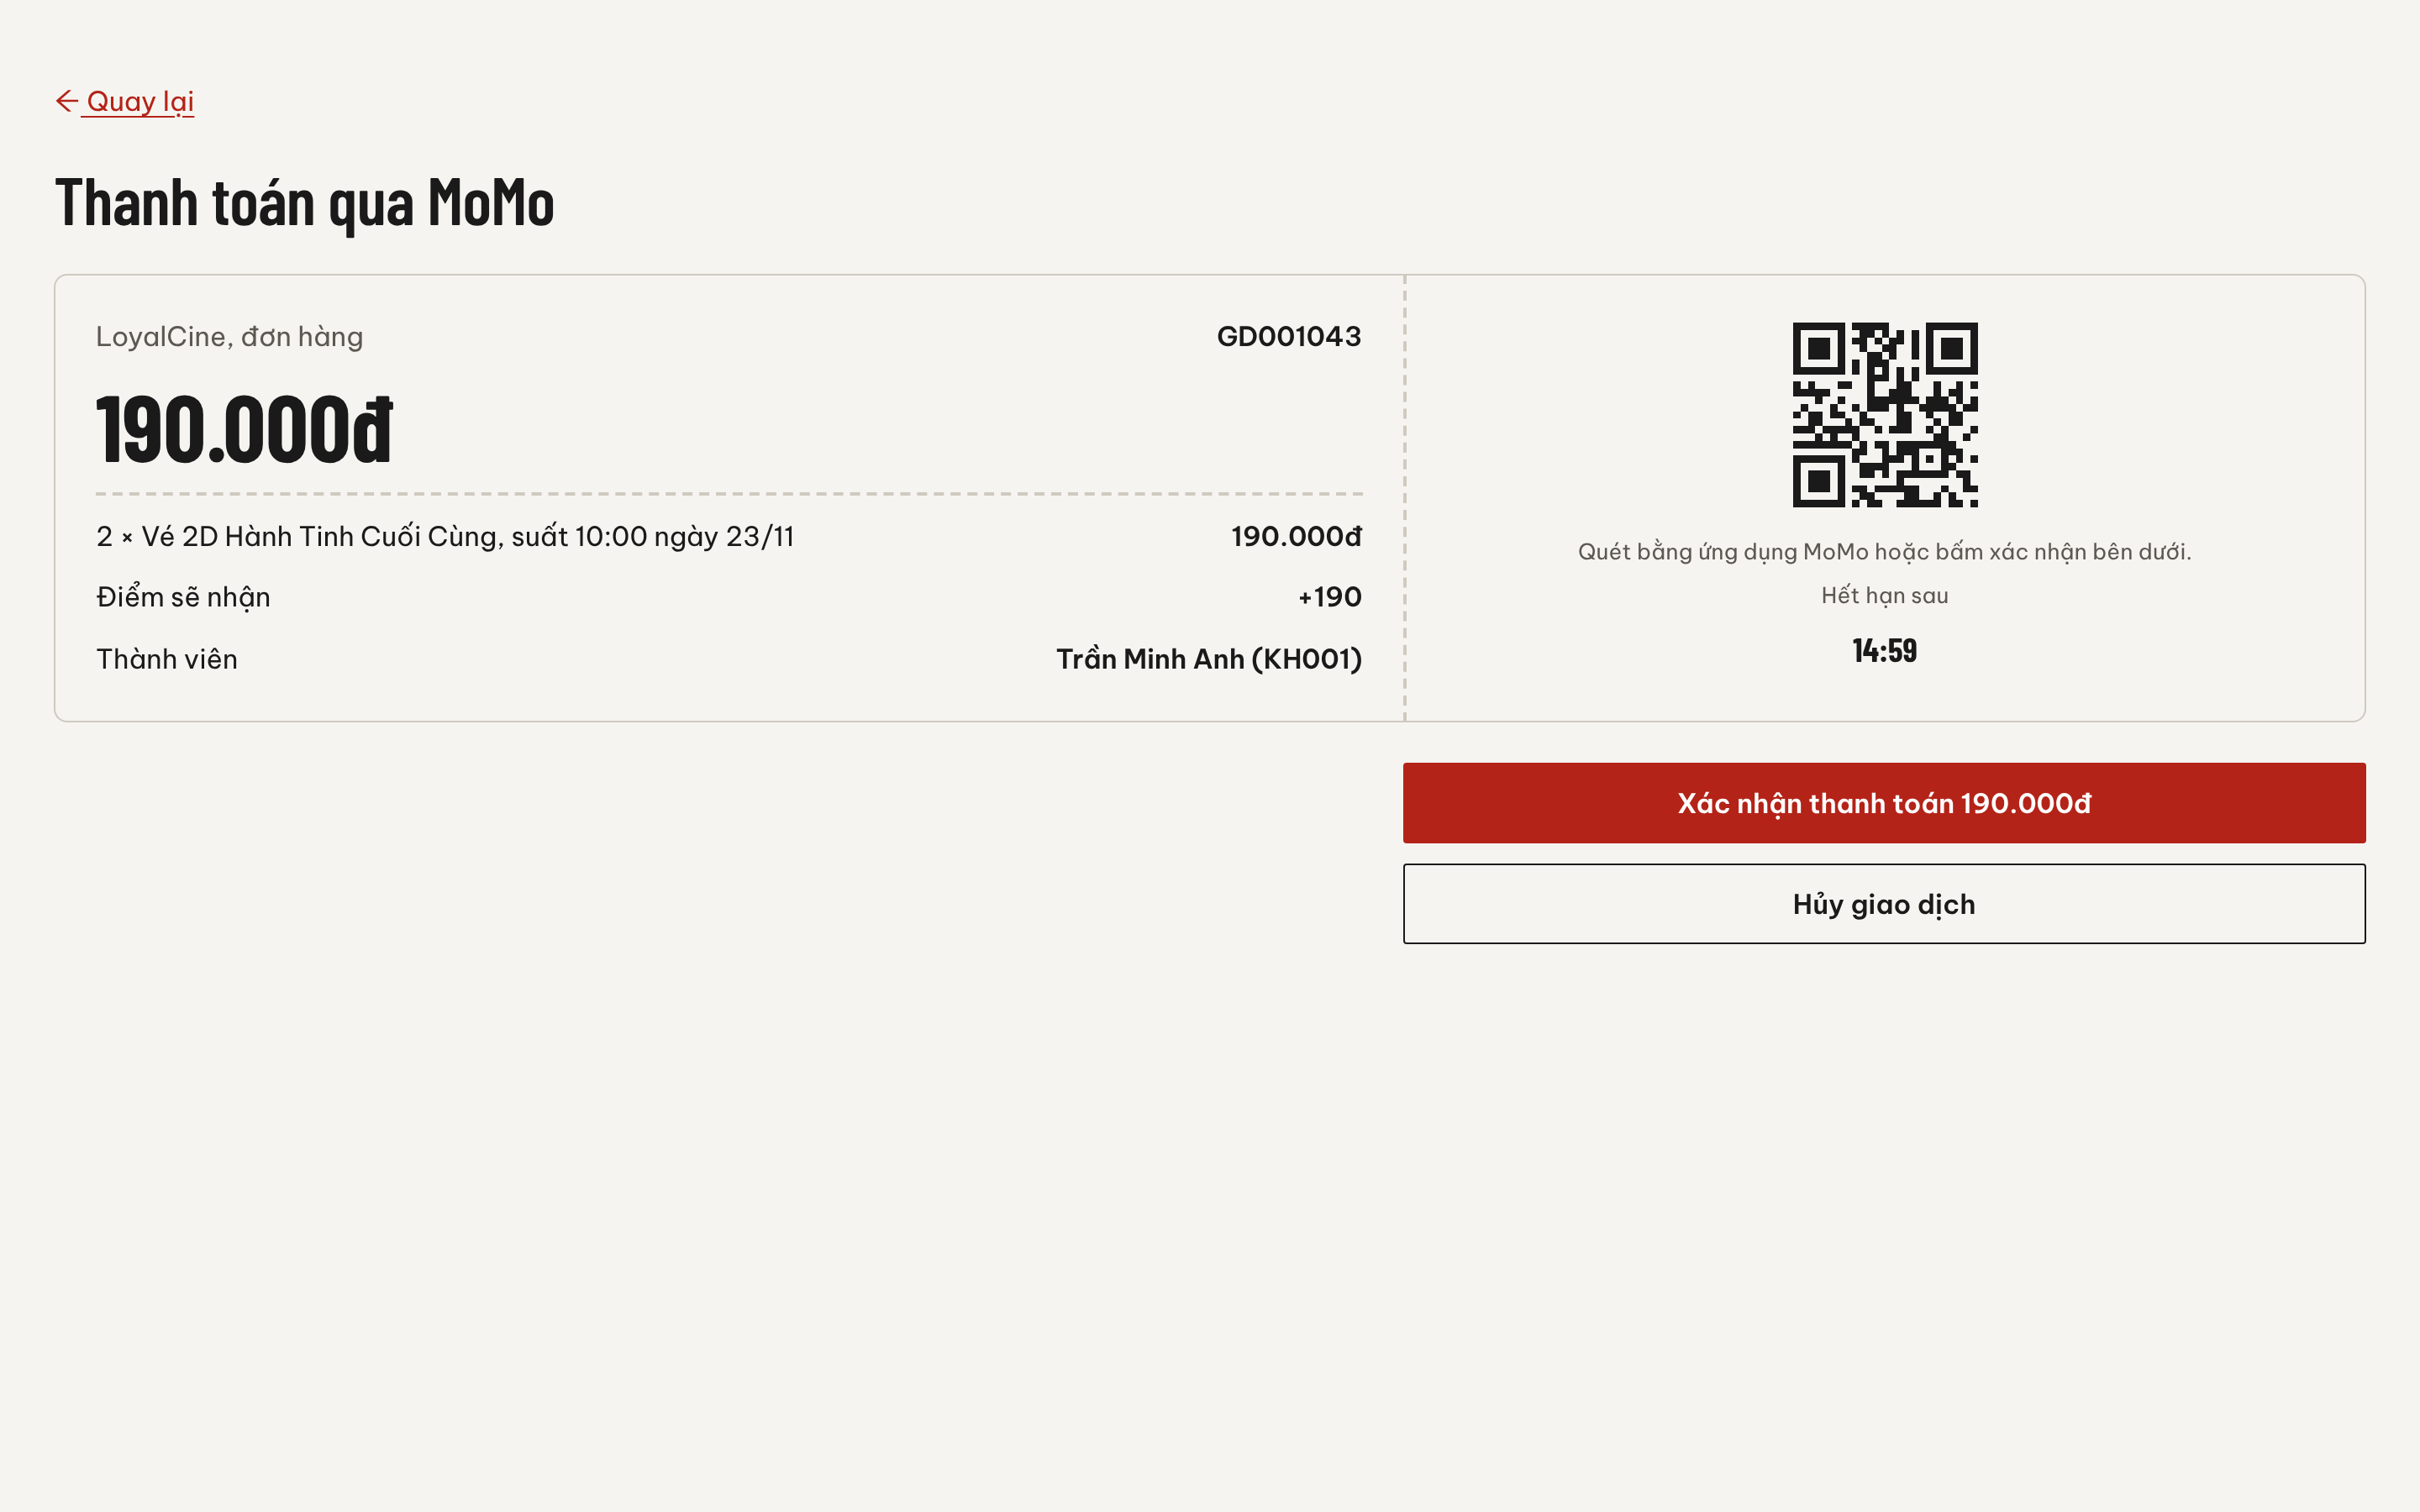 ← Quay lại
Thanh toán qua MoMo
LoyalCine, đơn hàng GD001043
190.000đ
2 × Vé 2D Hành Tinh Cuối Cùng, suất 10:00 ngày 23/11 190.000đ
Điểm sẽ nhận +190
Thành viên Trần Minh Anh (KH001)
Quét bằng ứng dụng MoMo hoặc bấm xác nhận bên dưới.
Hết hạn sau
14:59
Xác nhận thanh toán 190.000đ
Hủy giao dịch